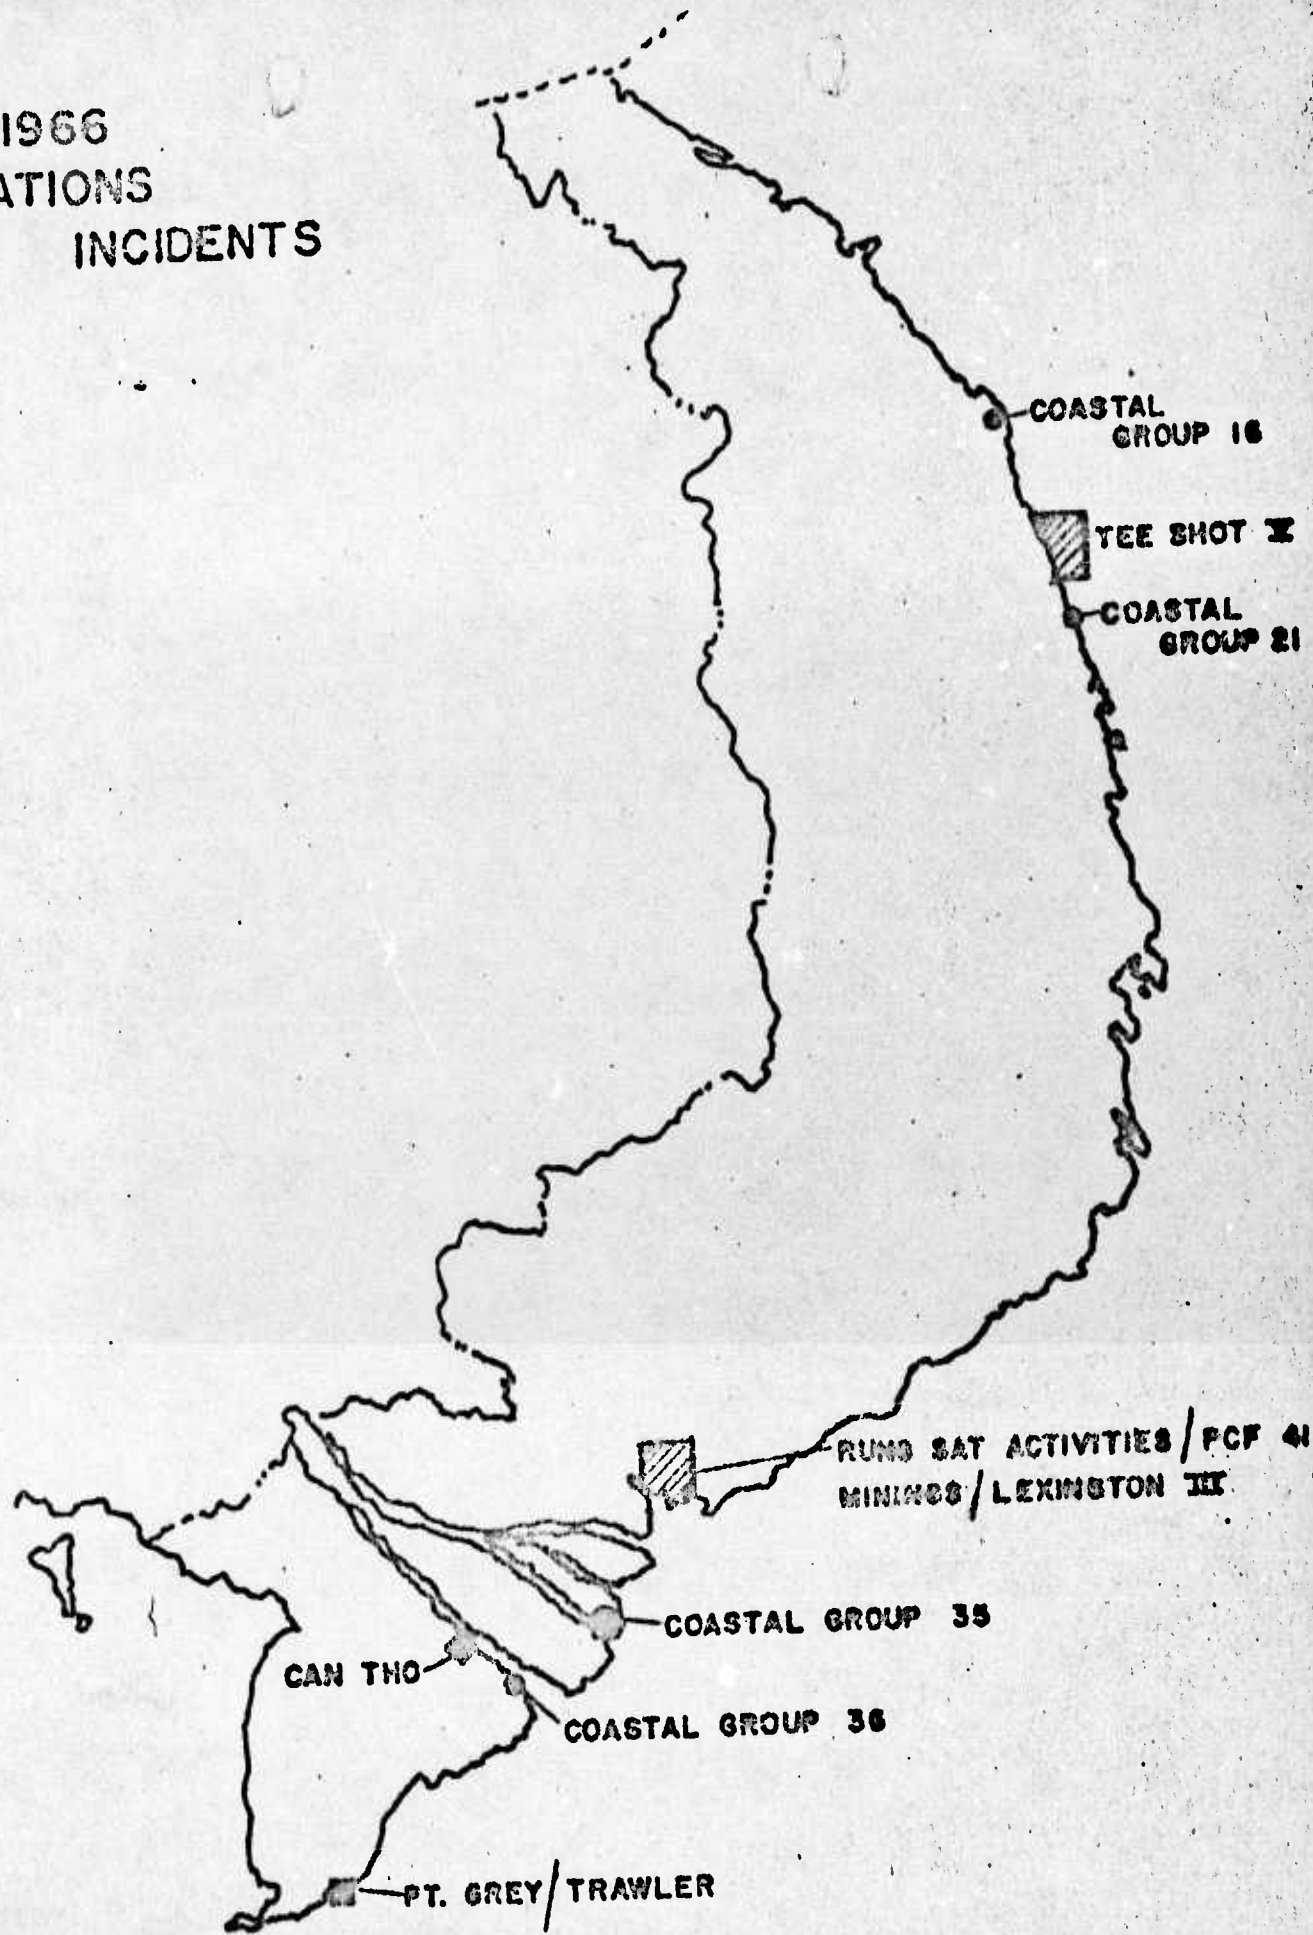 1966
ATIONS
INCIDENTS
COASTAL
GROUP 16
TEE SHOT V
COASTAL
GROUP 21
RUNG SAT ACTIVITIES/PCF 41
MININGS/LEXINGTON III
COASTAL GROUP 35
CAN THO
COASTAL GROUP 36
PT. GREY/TRAWLER